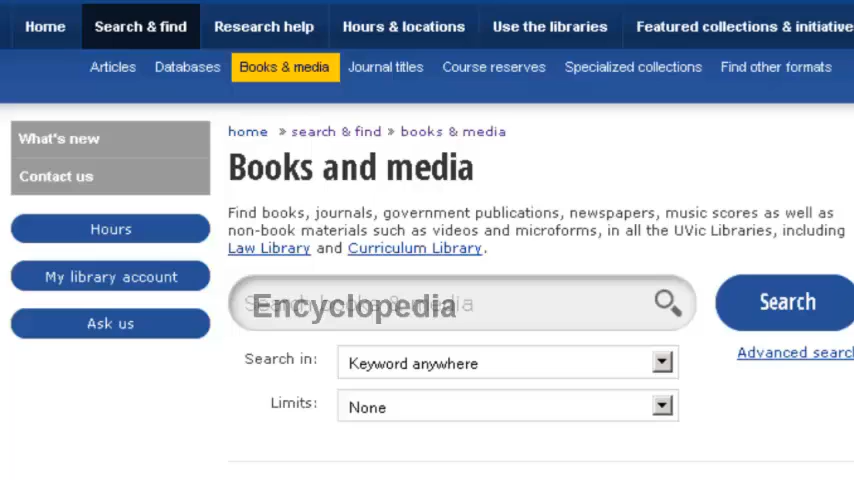 Home Search & find Research help Hours & locations Use the libraries Featured collections & initiative
Articles Databases Books & media Journal titles Course reserves Specialized collections Find other formats
What's new
Contact us
Hours
My library account
Ask us
home » search & find » books & media
Books and media
Find books, journals, government publications, newspapers, music scores as well as
non-book materials such as videos and microforms, in all the UVic Libraries, including
Law Library and Curriculum Library.
Search books & media
Encyclopedia
Search
Advanced search
Search in: Keyword anywhere
Limits: None